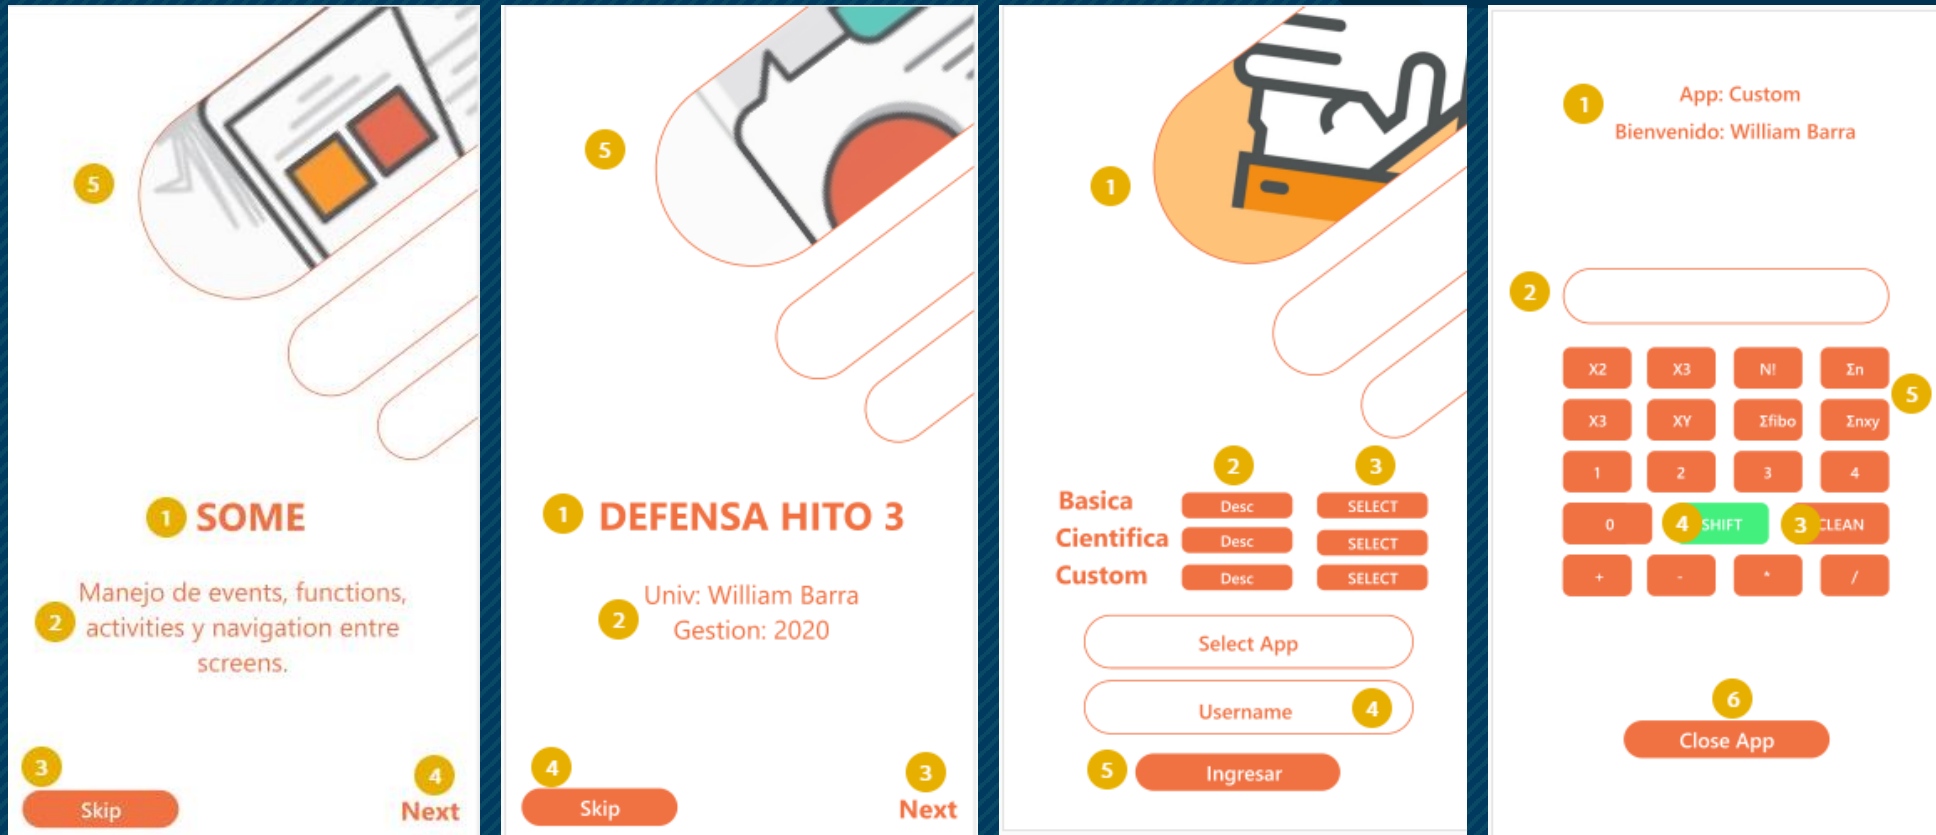 5
1 SOME
Manejo de events, functions,
2 activities y navigation entre
screens.
3
4
Skip
Next
5
1 DEFENSA HITO 3
Univ: William Barra
2
Gestion: 2020
4
3
Skip
Next
1
2
3
Basica Desc SELECT
Cientifica Desc SELECT
Custom Desc SELECT
Select App
Username 4
5 Ingresar
1
App: Custom
Bienvenido: William Barra
2
X2 X3 N! Σn
5
X3 XY Σfibo Σnxy
1 2 3 4
0 4 SHIFT 3 CLEAN
+ - * /
6
Close App